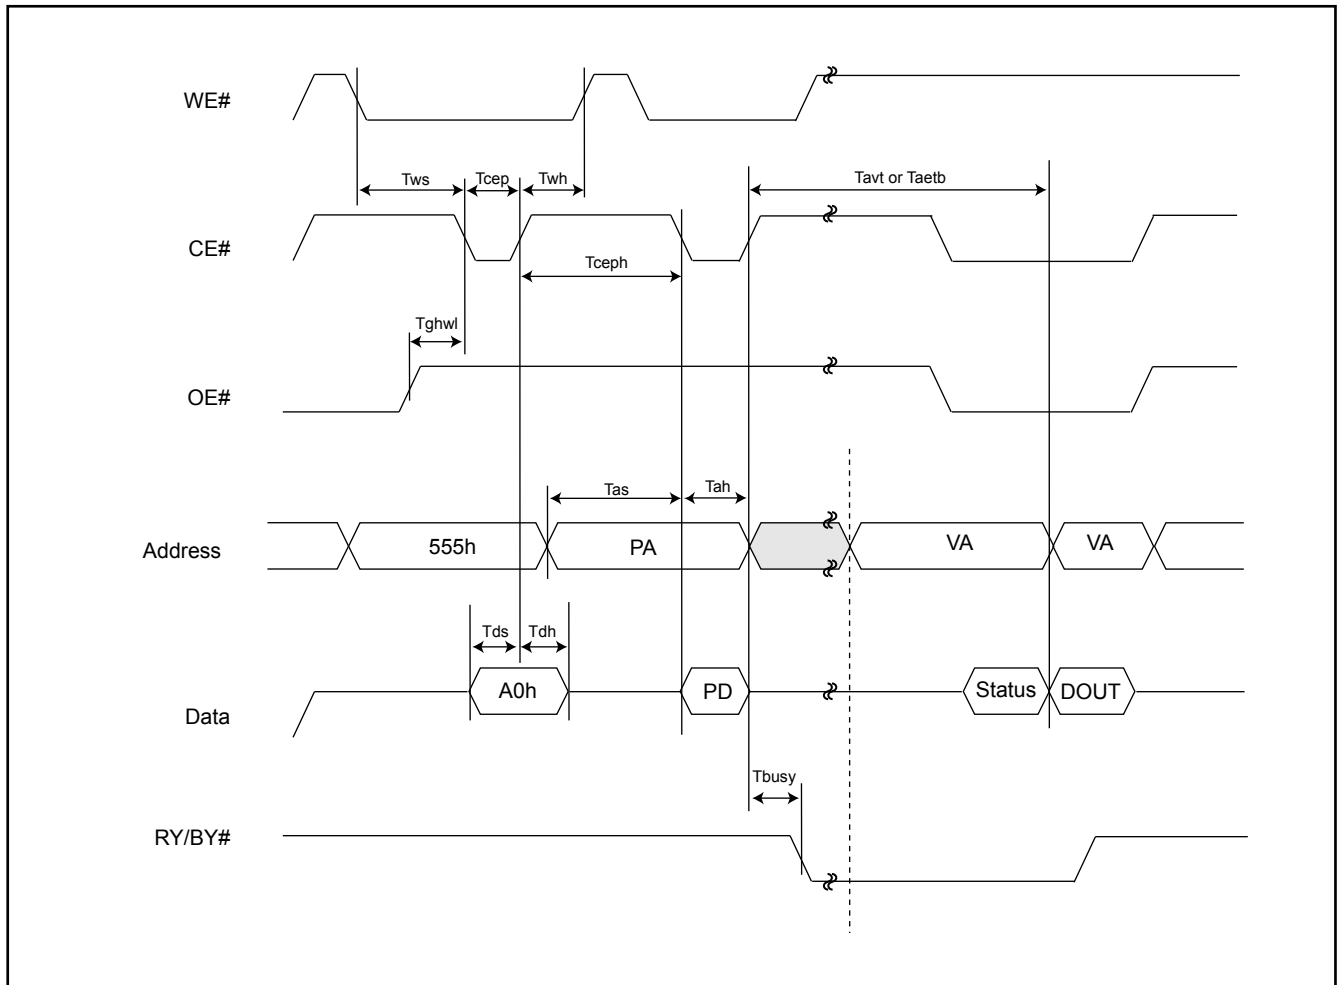 WE#
Tws
Tcep
Twh
Tavt or Taetb
CE#
Tceph
Tghwl
OE#
Tas
Tah
Address
555h
PA
VA
VA
Tds
Tdh
Data
A0h
PD
Status
DOUT
Tbusy
RY/BY#